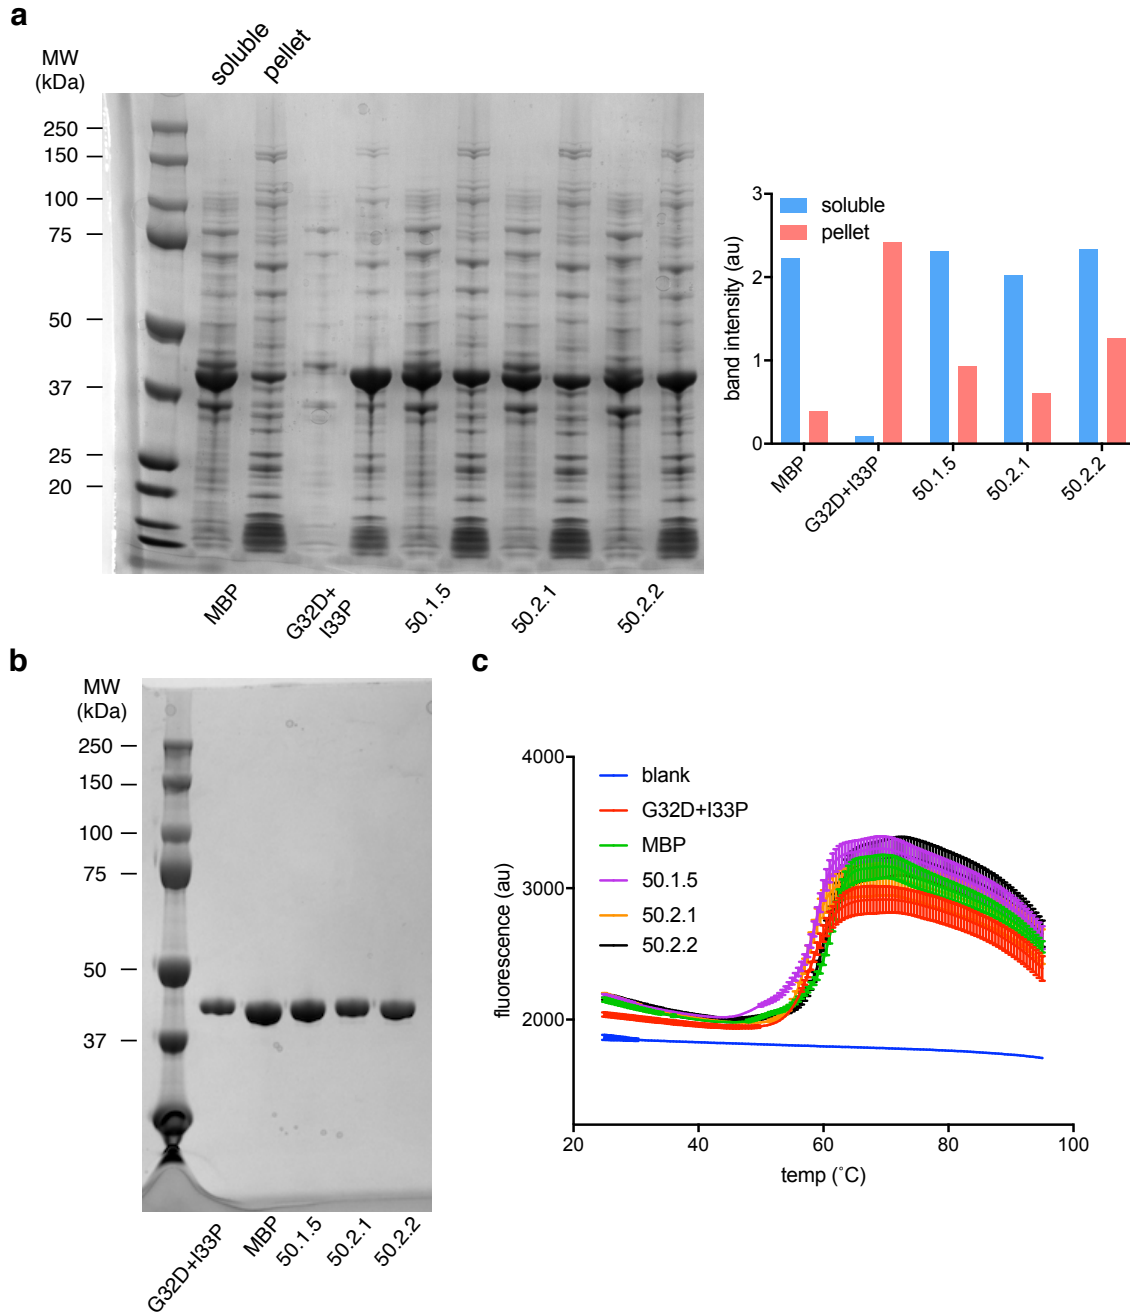 a
soluble
pellet
MW
(kDa)
250
150
100
75
50
37
25
20
MBP
G32D+
I33P
50.1.5
50.2.1
50.2.2
3
2
1
0
band intensity (au)
soluble
pellet
MBP
G32D+I33P
50.1.5
50.2.1
50.2.2
b
MW
(kDa)
250
150
100
75
50
37
G32D+I33P
MBP
50.1.5
50.2.1
50.2.2
c
4000
3000
2000
fluorescence (au)
blank
G32D+I33P
MBP
50.1.5
50.2.1
50.2.2
20
40
60
80
100
temp (˚C)